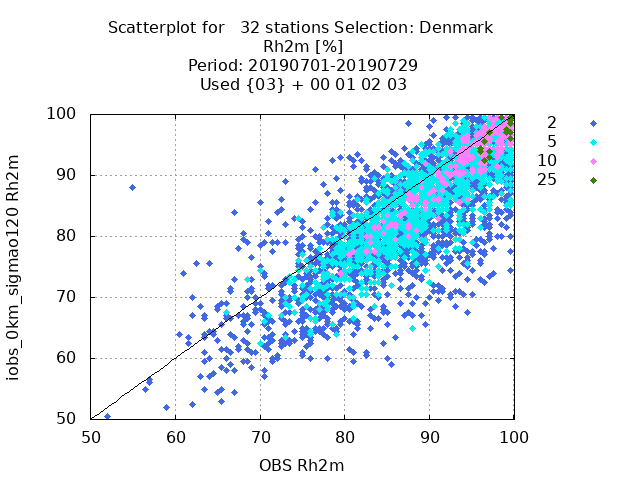 Scatterplot for   32 stations Selection: Denmark
Rh2m [%]
Period: 20190701-20190729
Used {03} + 00 01 02 03
iobs_0km_sigmao120 Rh2m
100
90
80
70
60
50
50 60 70 80 90 100
OBS Rh2m
2
5
10
25